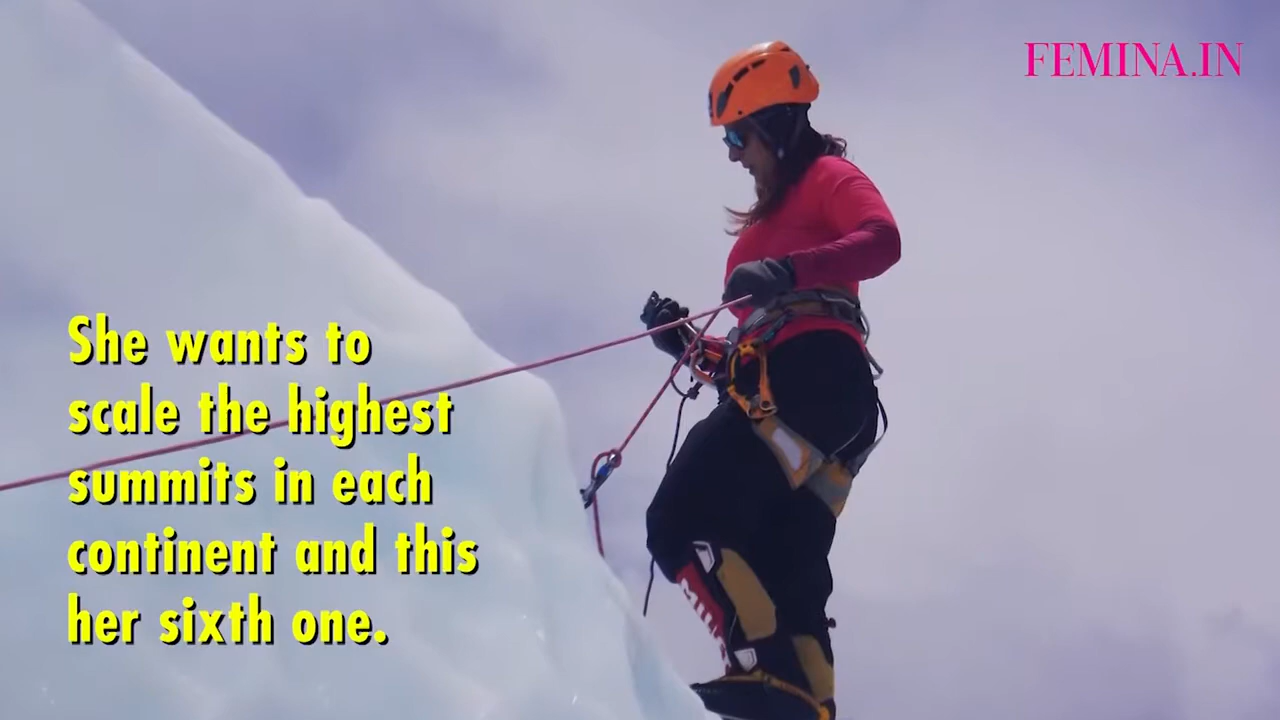 FEMINA.IN
She wants to
scale the highest
summits in each
continent and this
her sixth one.